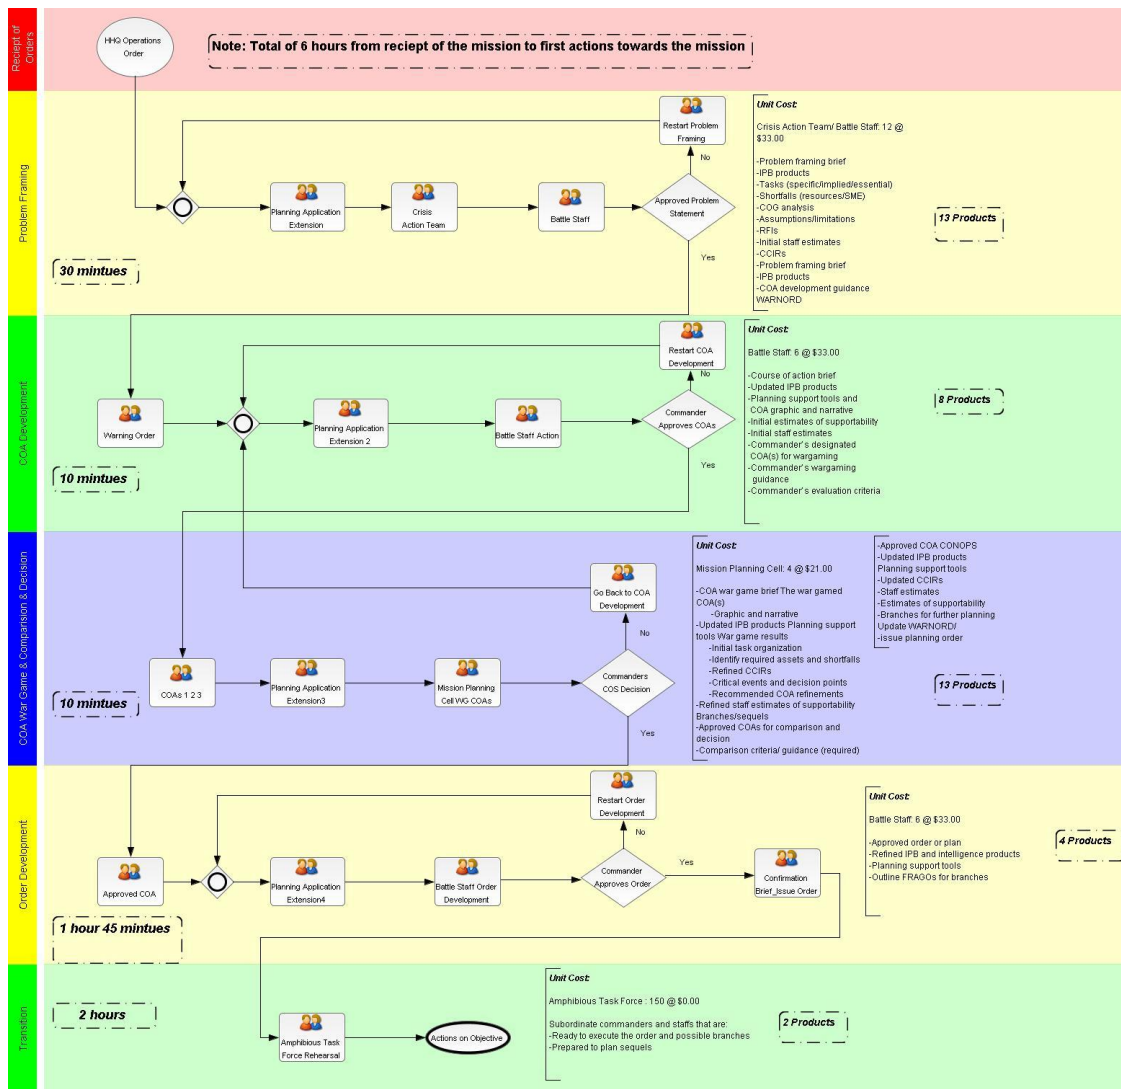 Reciept of
Orders
HHQ Operations
Order
Note: Total of 6 hours from reciept of the mission to first actions towards the mission
Problem Framing
30 mintues
Planning Application
Extension
Crisis
Action Team
Battle Staff
Approved Problem
Statement
No
Restart Problem
Framing
Yes
Unit Cost:
Crisis Action Team/ Battle Staff: 12 @
$33.00
-Problem framing brief
-IPB products
-Tasks (specific/implied/essential)
-Shortfalls (resources/SME)
-COG analysis
-Assumptions/limitations
-RFIs
-Initial staff estimates
-CCIRs
-Problem framing brief
-IPB products
-COA development guidance
WARNORD
13 Products
COA Development
Warning Order
10 mintues
Planning Application
Extension 2
Battle Staff Action
Commander
Approves COAs
No
Restart COA
Development
Yes
Unit Cost:
Battle Staff: 6 @ $33.00
-Course of action brief
-Updated IPB products
-Planning support tools and
COA graphic and narrative
-Initial estimates of supportability
-Initial staff estimates
-Commander's designated
COA(s) for wargaming
-Commander's wargaming
guidance
-Commander's evaluation criteria
8 Products
COA War Game & Comparision & Decision
COAs 1 2 3
10 mintues
Planning Application
Extension3
Mission Planning
Cell WG COAs
Commanders
COS Decision
No
Go Back to COA
Development
Yes
Unit Cost:
Mission Planning Cell: 4 @ $21.00
-COA war game brief The war gamed
COA(s)
-Graphic and narrative
-Updated IPB products Planning support
tools War game results
-Initial task organization
-Identify required assets and shortfalls
-Refined CCIRs
-Critical events and decision points
-Recommended COA refinements
-Refined staff estimates of supportability
Branches/sequels
-Approved COAs for comparison and
decision
-Comparison criteria/ guidance (required)
-Approved COA CONOPS
-Updated IPB products
Planning support tools
-Updated CCIRs
-Staff estimates
-Estimates of supportability
-Branches for further planning
Update WARNORD/
-issue planning order
13 Products
Order Development
Approved COA
1 hour 45 mintues
Planning Application
Extension4
Battle Staff Order
Development
Commander
Approves Order
No
Restart Order
Development
Yes
Confirmation
Brief_Issue Order
Unit Cost:
Battle Staff: 6 @ $33.00
-Approved order or plan
-Refined IPB and intelligence products
-Planning support tools
-Outline FRAGOs for branches
4 Products
Transition
2 hours
Amphibious Task
Force Rehearsal
Actions on Objective
Unit Cost:
Amphibious Task Force : 150 @ $0.00
Subordinate commanders and staffs that are:
-Ready to execute the order and possible branches
-Prepared to plan sequels
2 Products